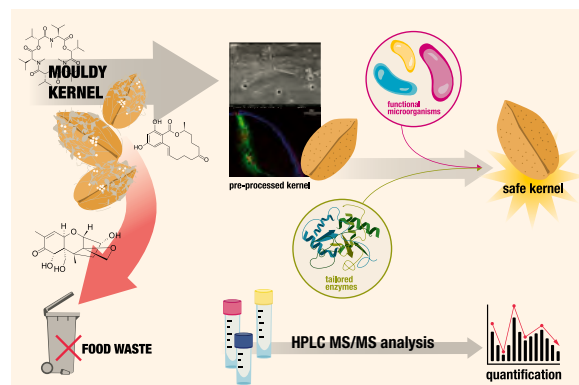 MOULDY
KERNEL
functional
microorganisms
pre-processed kernel
safe kernel
tailored
enzymes
FOOD WASTE
HPLC MS/MS analysis
quantification